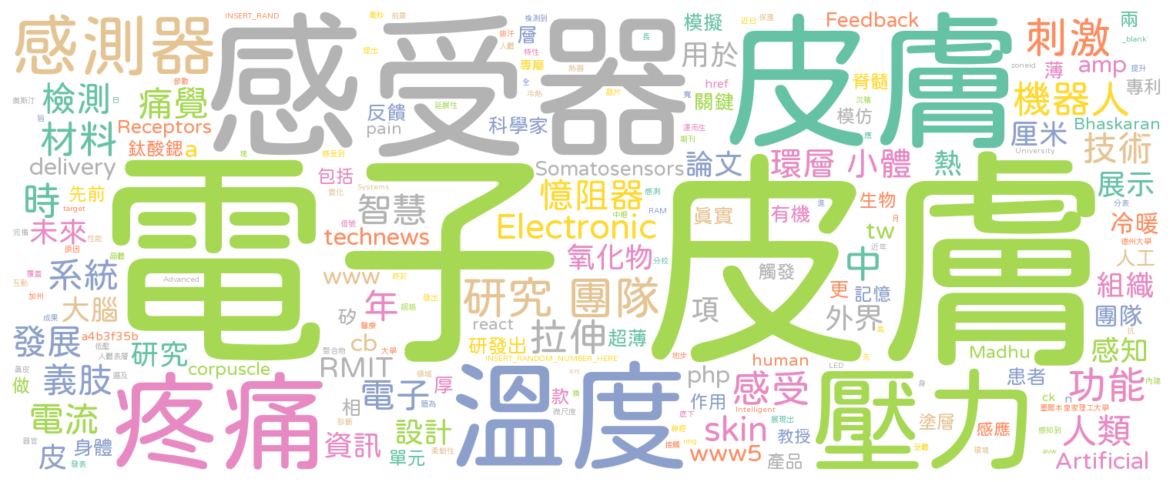 感測器
感受器
皮膚
刺激
電子皮膚
疼痛
溫度
壓力
INSERT_RAND
模擬
Feedback
兩
用於
層
專屬
薄
amp
專利
檢測
痛覺
反饋
href
關鍵
脊髓
機器人
材料
Receptors
pain
科學家
模仿
厘米
Bhaskaran
鈦酸鍶
a
技術
delivery
Somatosensors
論文
環層
小體
熱
University
時
先前
包括
智慧
憶阻器
Electronic
真實
有機
生物
展示
target
未來
technews
氧化物
tw
冷暖
系統
www
研究
團隊
觸發
中
人工
大腦
年
項
更
記憶
組織
Advanced
a4b3f35b
矽
react
拉伸
超薄
外界
團隊
發展
研究
cb
研發出
INSERT_RANDOM_NUMBER_HERE'
Madhu
感知
corpuscle
RMIT
human
義肢
做
電子
厚
款
php
感受
患者
功能
電流
相
作用
LED
資訊
設計
skin
Intelligent
教授
塗層
感應
人類
皮
身體
單元
www5
產品
Artificial
Systems
RAM
zoneid
_blank'
ck
n
img
src